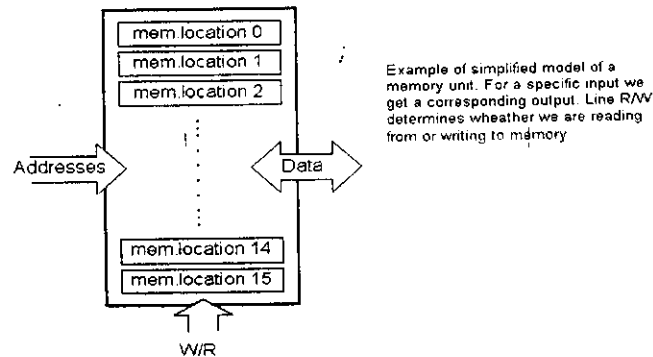 mem.location 0
mem.location 1
mem.location 2
Addresses
Data
mem.location 14
mem.location 15
W/R
Example of simplified model of a
memory unit. For a specific input we
get a corresponding output. Line R/W
determines wheather we are reading
from or writing to memory